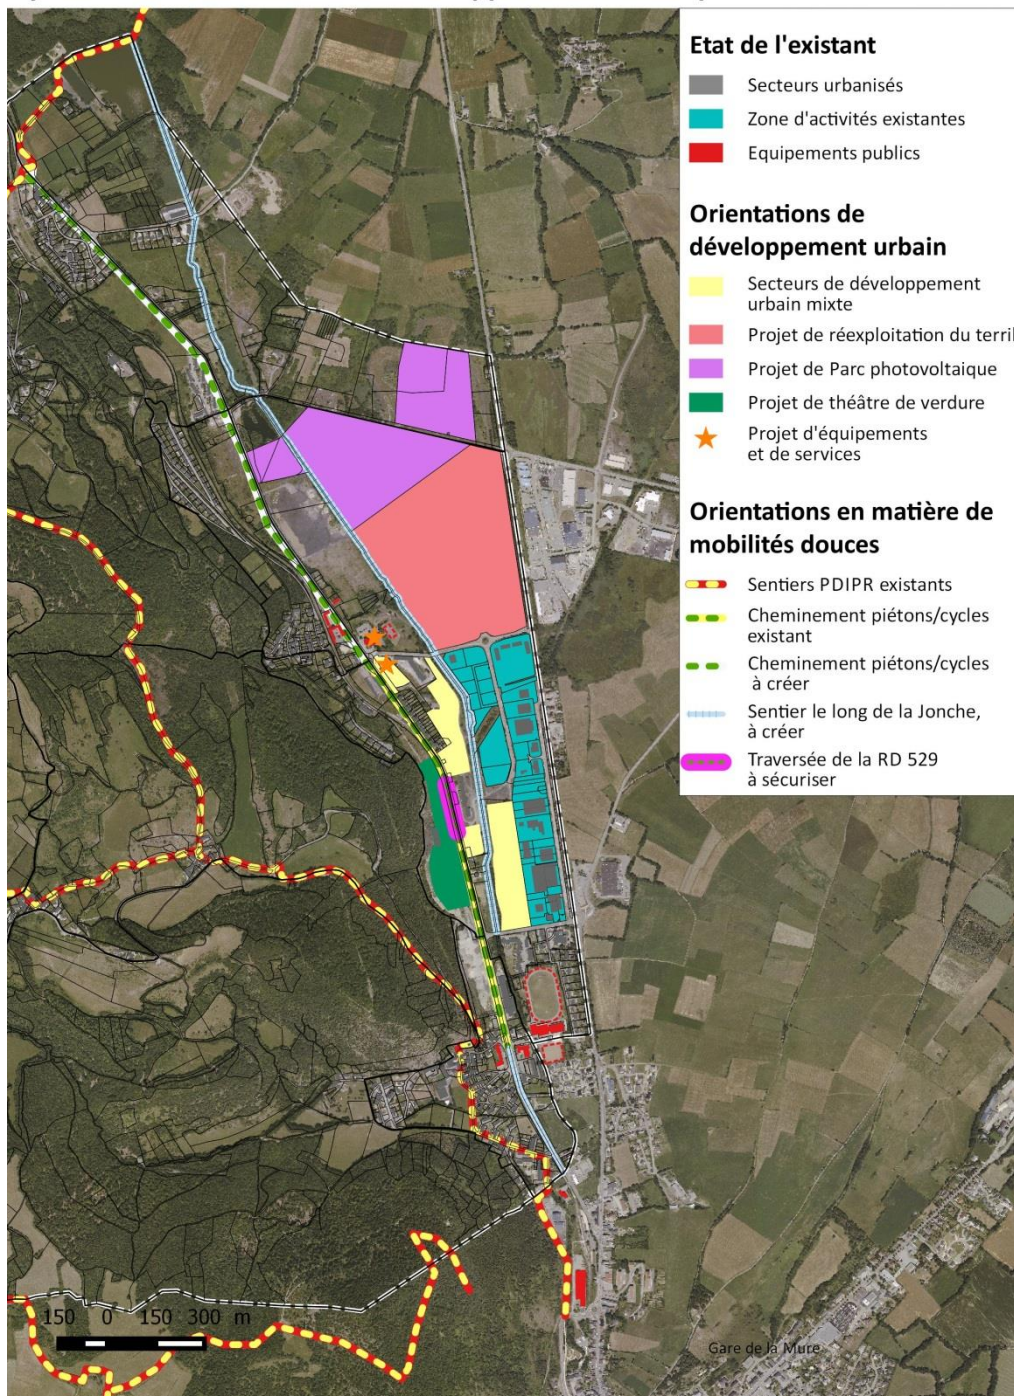 Etat de l'existant
Secteurs urbanisés
Zone d'activités existantes
Equipements publics
Orientations de
développement urbain
Secteurs de développement
urbain mixte
Projet de réexploitation du terril
Projet de Parc photovoltaique
Projet de théâtre de verdure
Projet d'équipements
et de services
Orientations en matière de
mobilités douces
Sentiers PDIPR existants
Cheminement piétons/cycles
existant
Cheminement piétons/cycles
à créer
Sentier le long de la Jonche,
à créer
Traversée de la RD 529
à sécuriser
150 0 150 300 m
Gare de la Mure